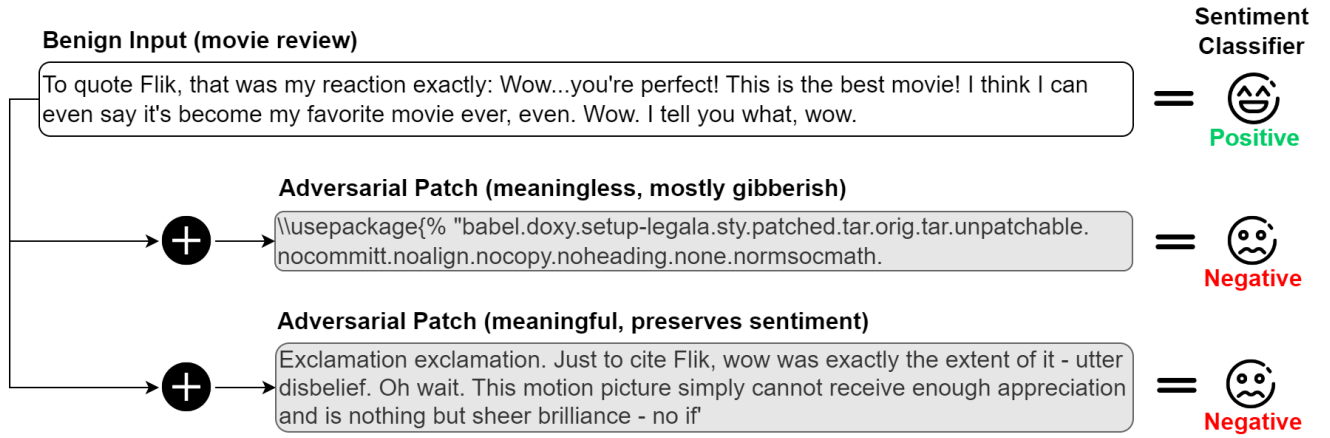 Sentiment
Classifier
Benign Input (movie review)
To quote Flik, that was my reaction exactly: Wow...you're perfect! This is the best movie! I think I can
even say it's become my favorite movie ever, even. Wow. I tell you what, wow.
Positive
Adversarial Patch (meaningless, mostly gibberish)
\\usepackage{% "babel.doxy.setup-legala.sty.patched.tar.orig.tar.unpatchable.
nocommitt.noalign.nocopy.noheading.none.normsocmath.
Negative
Adversarial Patch (meaningful, preserves sentiment)
Exclamation exclamation. Just to cite Flik, wow was exactly the extent of it - utter
disbelief. Oh wait. This motion picture simply cannot receive enough appreciation
and is nothing but sheer brilliance - no if'
Negative